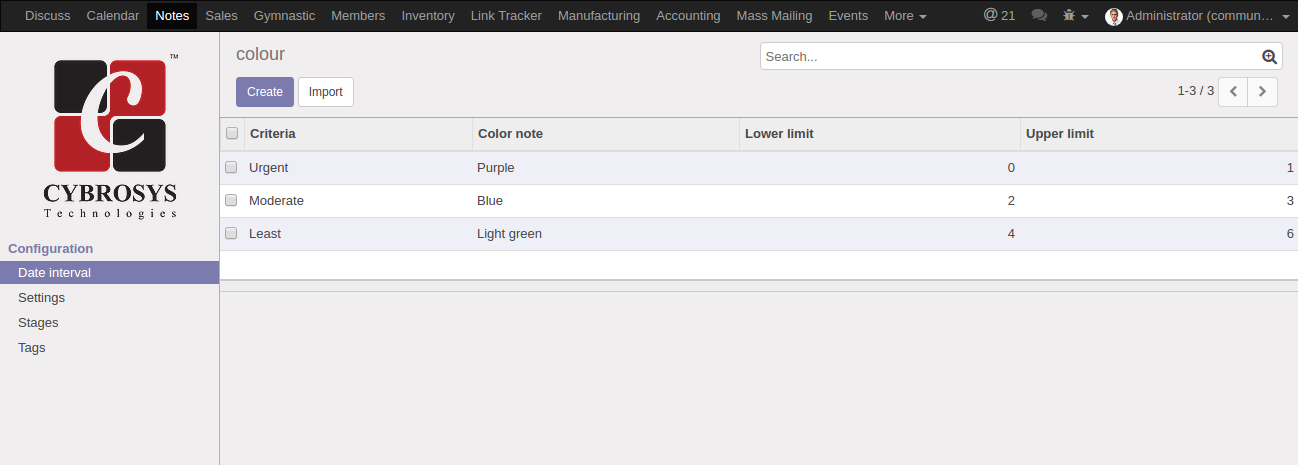 Discuss Calendar Notes Sales Gymnastic Members Inventory Link Tracker Manufacturing Accounting Mass Mailing Events More @ 21 Administrator (commun...
TM
C
CYBROSYS
Technologies
Configuration
Date interval
Settings
Stages
Tags
colour
Search...
Create Import
1-3 / 3
Criteria Color note Lower limit Upper limit
Urgent Purple 0 1
Moderate Blue 2 3
Least Light green 4 6